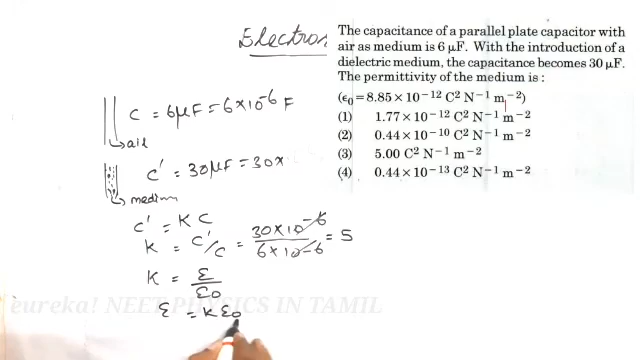 Electros
The capacitance of a parallel plate capacitor with
air as medium is 6 μF. With the introduction of a
dielectric medium, the capacitance becomes 30 μF.
The permittivity of the medium is :
(ϵ₀=8.85×10⁻¹² C² N⁻¹ m⁻²)
(1) 1.77×10⁻¹² C² N⁻¹ m⁻²
(2) 0.44×10⁻¹⁰ C² N⁻¹ m⁻²
(3) 5.00 C² N⁻¹ m⁻²
(4) 0.44×10⁻¹³ C² N⁻¹ m⁻²
C = 6μF = 6×10⁻⁶ F
air
C' = 30μF = 30×
medium
C' = K C
K = C'/C = 30×10⁻⁶ / 6×10⁻⁶ = 5
K = ε/ε0
ε = Kε0
eureka! NEET PHYSICS IN TAMIL